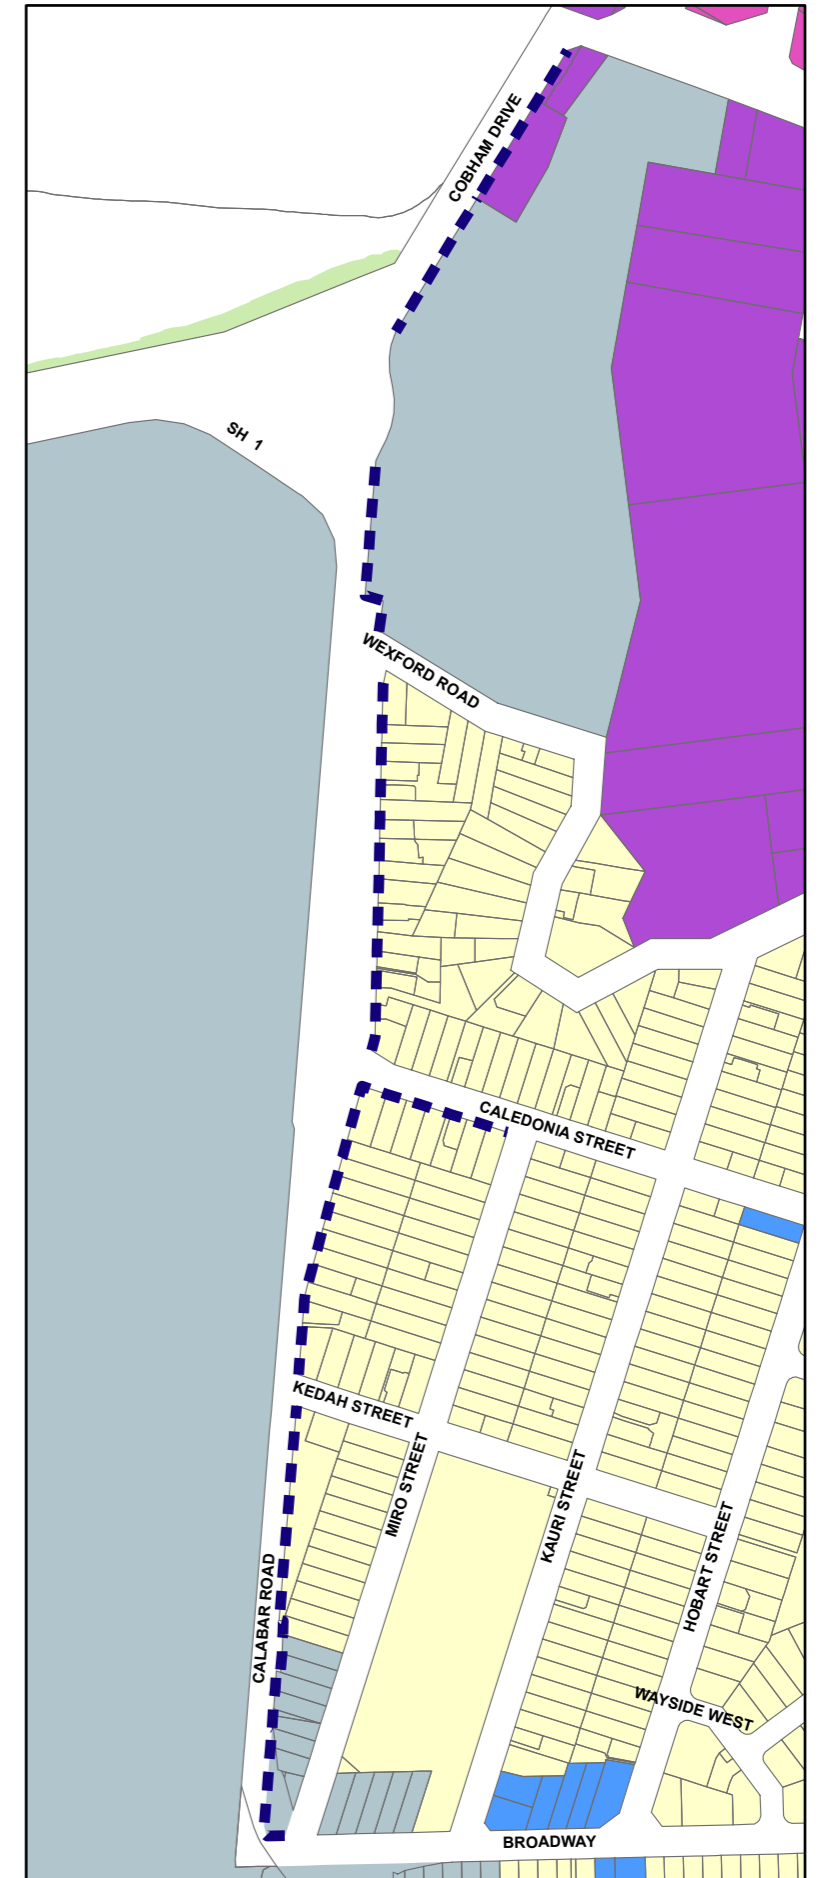 COBHAM DRIVE
SH 1
WEXFORD ROAD
CALEDONIA STREET
KEDAH STREET
MIRO STREET
KAURI STREET
HOBART STREET
CALABAR ROAD
WAYSIDE WEST
BROADWAY